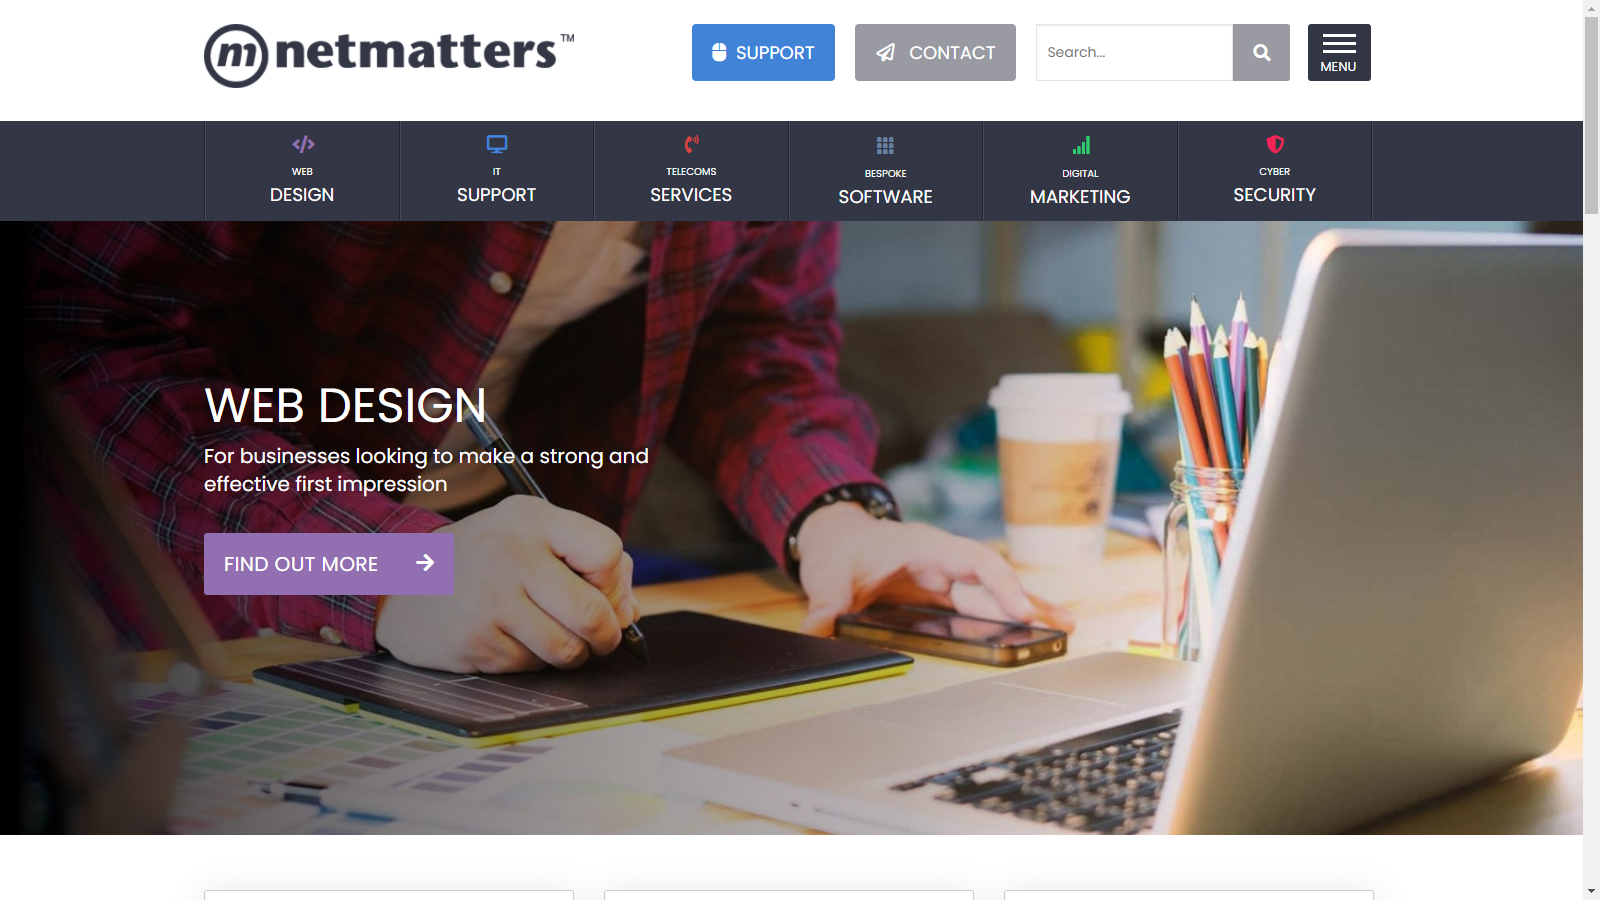 m netmatters™
SUPPORT
CONTACT
Search...
MENU
WEB
DESIGN
IT
SUPPORT
TELECOMS
SERVICES
BESPOKE
SOFTWARE
DIGITAL
MARKETING
CYBER
SECURITY
WEB DESIGN
For businesses looking to make a strong and
effective first impression
FIND OUT MORE